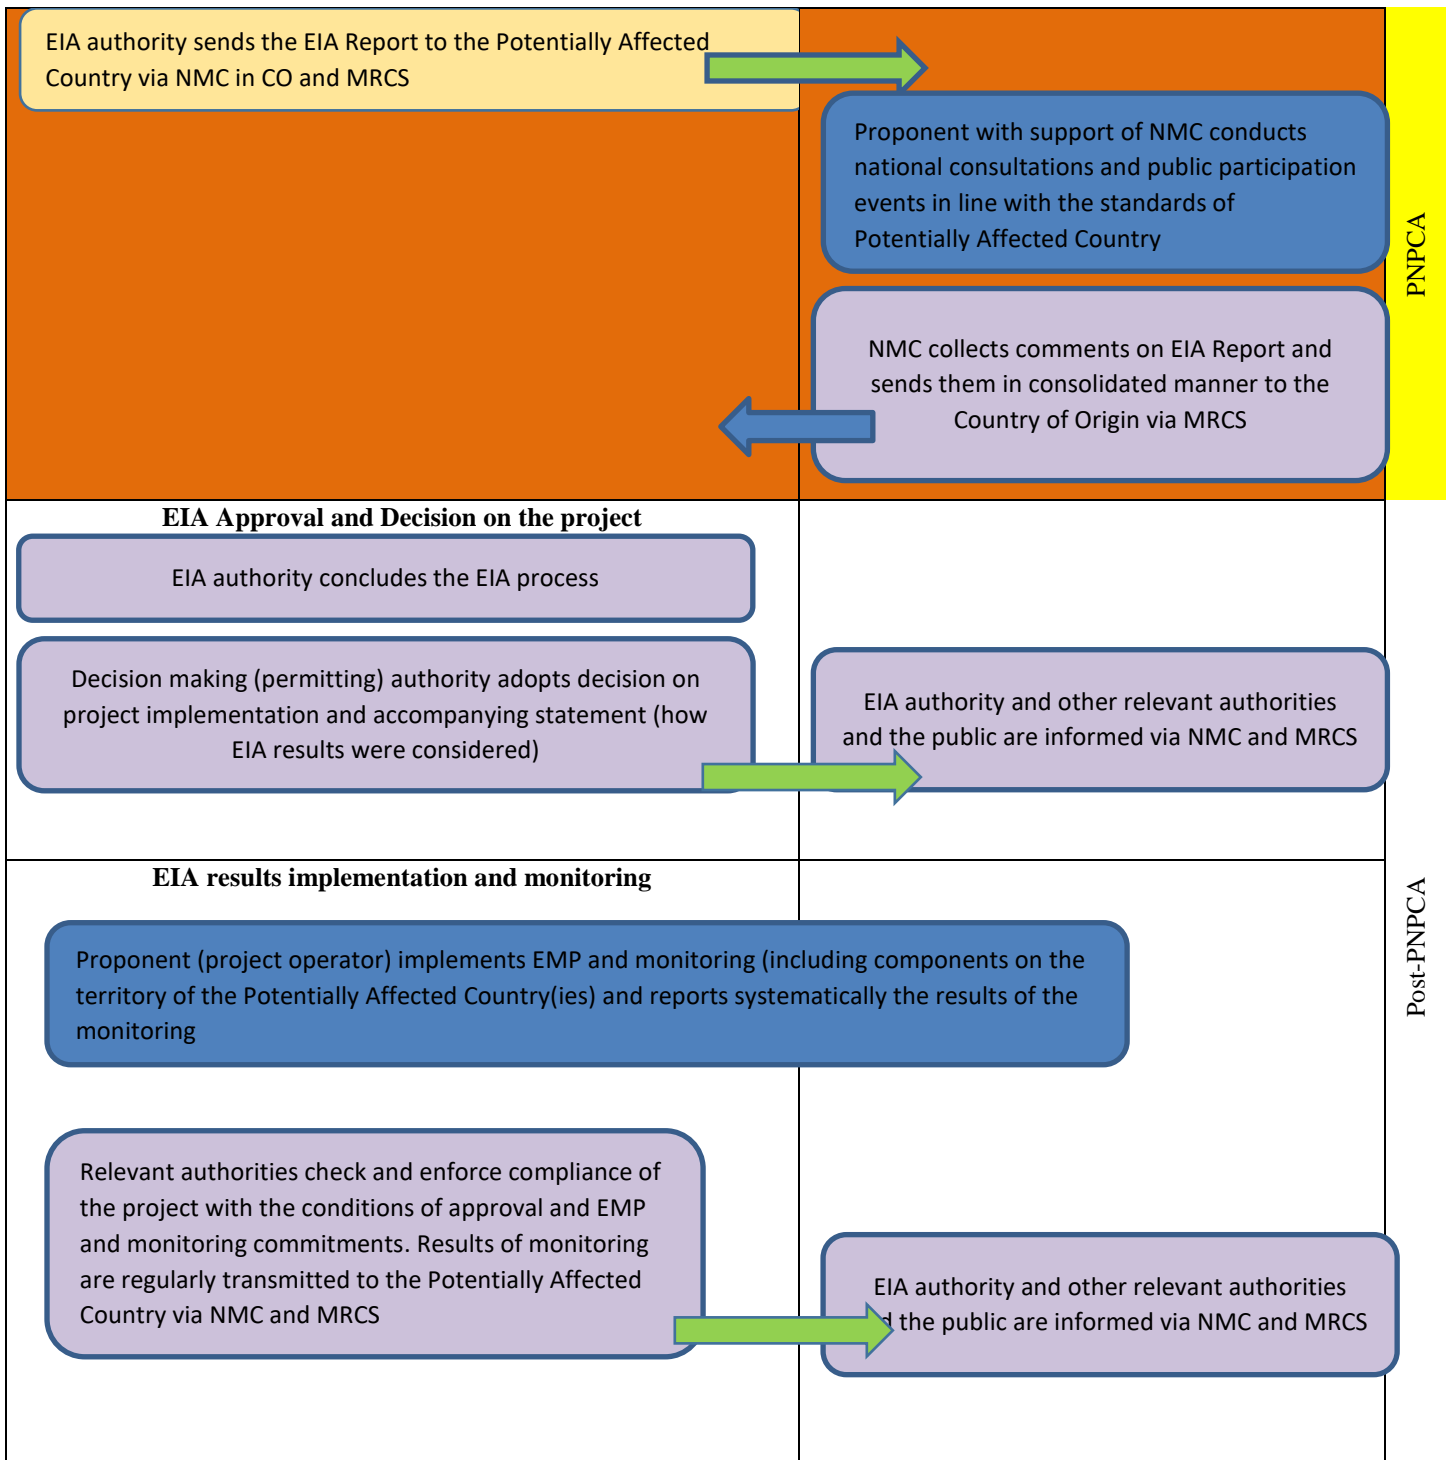 EIA authority sends the EIA Report to the Potentially Affected
Country via NMC in CO and MRCS
Proponent with support of NMC conducts
national consultations and public participation
events in line with the standards of
Potentially Affected Country
NMC collects comments on EIA Report and
sends them in consolidated manner to the
Country of Origin via MRCS
PNPCA
EIA Approval and Decision on the project
EIA authority concludes the EIA process
Decision making (permitting) authority adopts decision on
project implementation and accompanying statement (how
EIA results were considered)
EIA authority and other relevant authorities
and the public are informed via NMC and MRCS
EIA results implementation and monitoring
Proponent (project operator) implements EMP and monitoring (including components on the
territory of the Potentially Affected Country(ies) and reports systematically the results of the
monitoring
Relevant authorities check and enforce compliance of
the project with the conditions of approval and EMP
and monitoring commitments. Results of monitoring
are regularly transmitted to the Potentially Affected
Country via NMC and MRCS
EIA authority and other relevant authorities
the public are informed via NMC and MRCS
Post-PNPCA